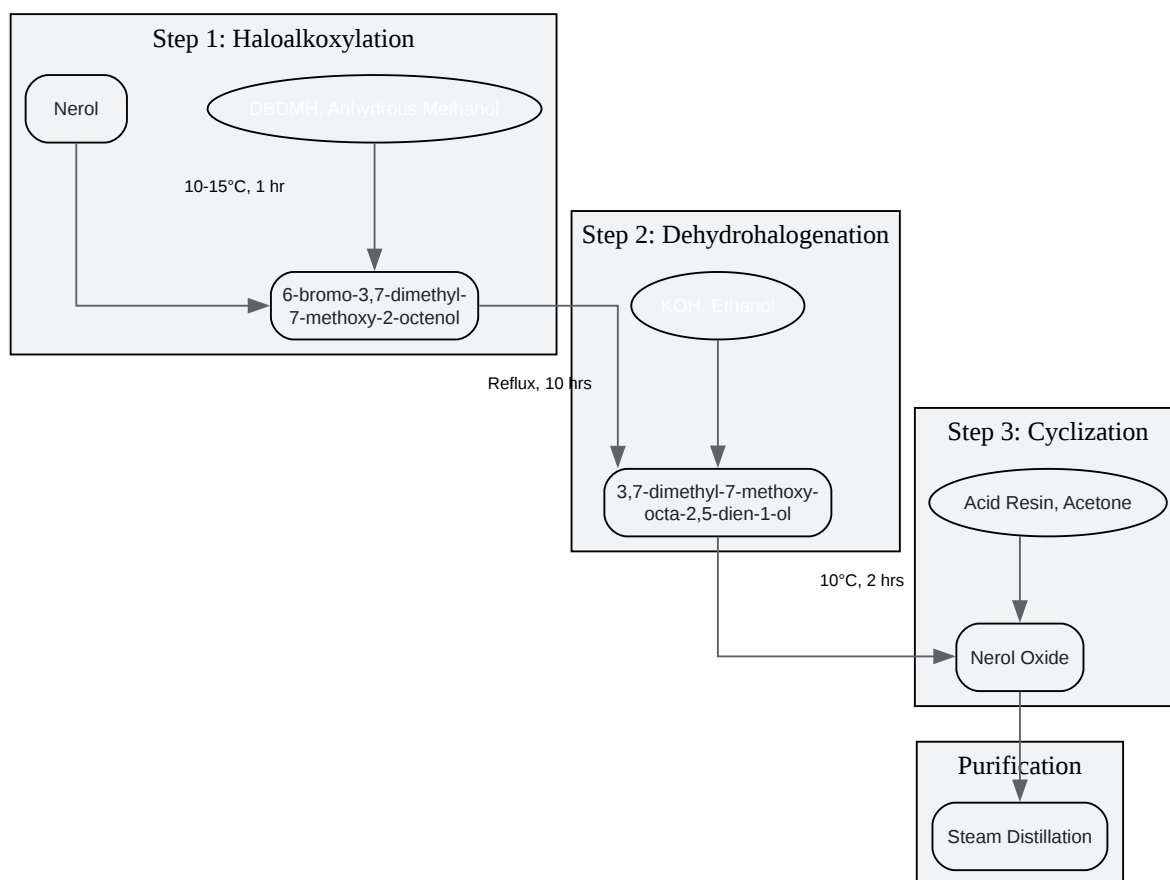 Step 1: Haloalkoxylation
Nerol
DBDMH, Anhydrous Methanol
10-15°C, 1 hr
6-bromo-3,7-dimethyl-
7-methoxy-2-octenol
Step 2: Dehydrohalogenation
KOH, Ethanol
Reflux, 10 hrs
3,7-dimethyl-7-methoxy-
octa-2,5-dien-1-ol
Step 3: Cyclization
Acid Resin, Acetone
10°C, 2 hrs
Nerol Oxide
Purification
Steam Distillation